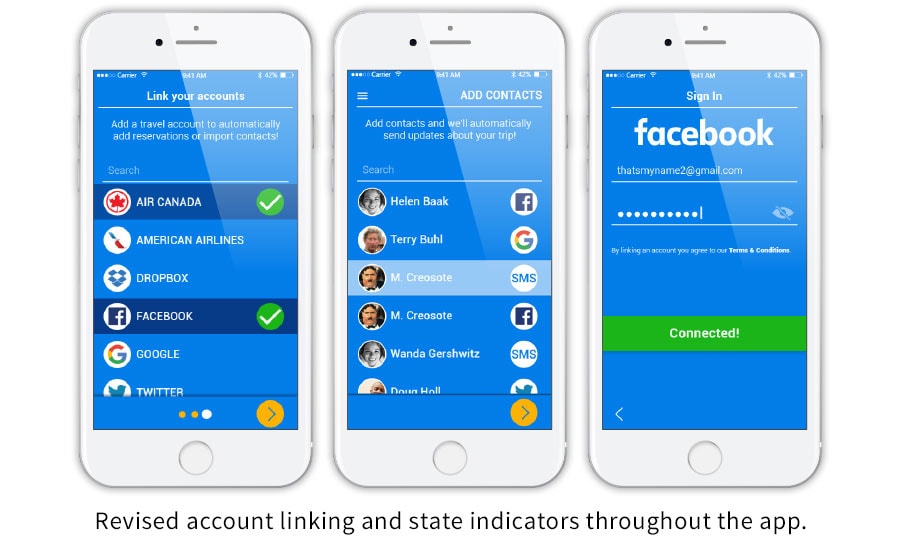 Carrier 9:41 AM 42%
Link your accounts
Add a travel account to automatically
add reservations or import contacts!
Search
AIR CANADA
AMERICAN AIRLINES
DROPBOX
FACEBOOK
GOOGLE
TWITTER
Carrier 9:41 AM 42%
ADD CONTACTS
Add contacts and we'll automatically
send updates about your trip!
Search
Helen Baak
Terry Buhl
M. Creosote SMS
M. Creosote
Wanda Gershwitz SMS
Doug Holl
Carrier 9:41 AM 42%
Sign In
facebook
thatsmyname2@gmail.com
By linking an account you agree to our Terms & Conditions.
Connected!
Revised account linking and state indicators throughout the app.